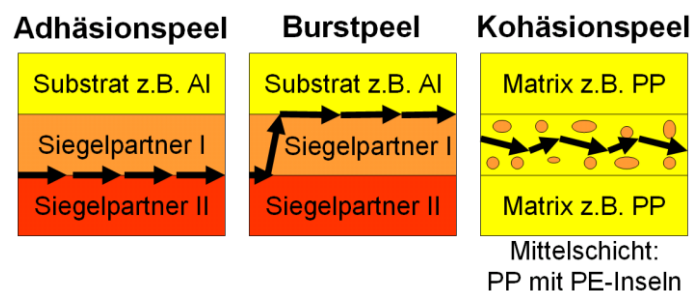 Adhäsionspeel
Substrat z.B. Al
Siegelpartner I
Siegelpartner II
Burstpeel
Substrat z.B. Al
Siegelpartner I
Siegelpartner II
Kohäsionspeel
Matrix z.B. PP
Matrix z.B. PP
Mittelschicht:
PP mit PE-Inseln